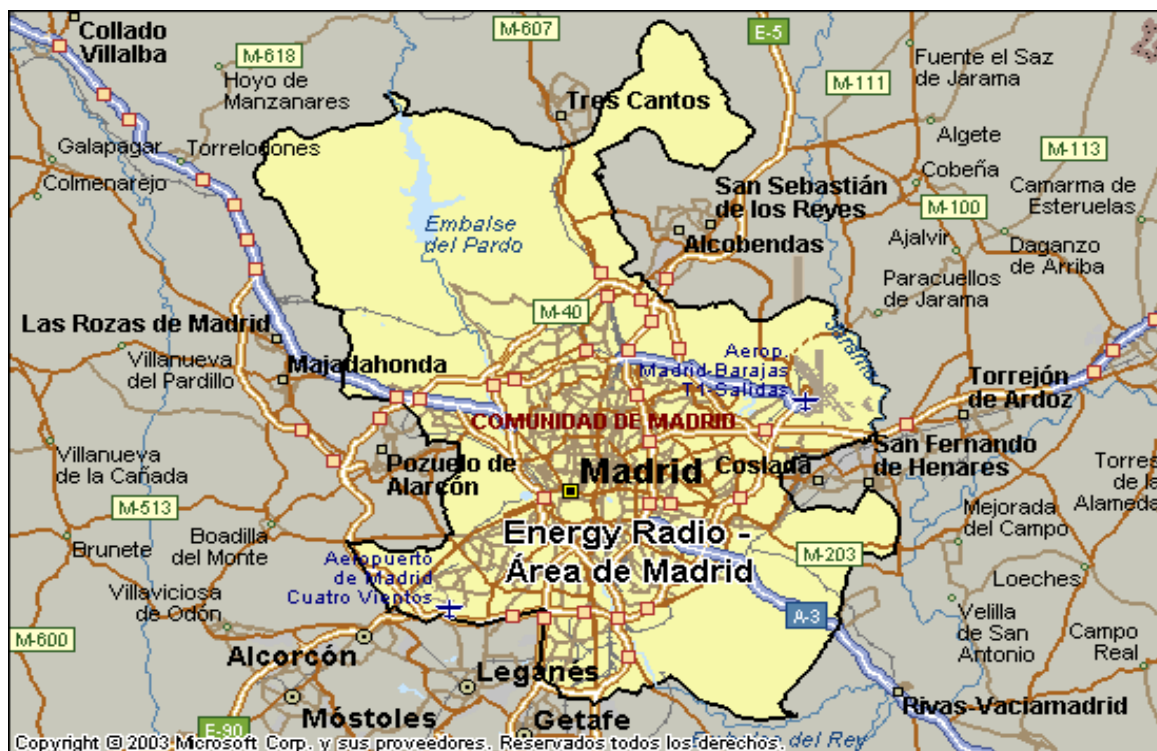 Collado
Villalba
M-618
M-607
E-5
Hoyo de
Manzanares
Fuente el Saz
de Jarama
M-111
Tres Cantos
Algete
Galapagar
Torrelodones
M-113
Colmenarejo
Cobeña
Camarma de
Esteruelas
San Sebastián
de los Reyes
M-100
Embalse
del Pardo
Alcobendas
Ajalvir
Daganzo
de Arriba
Paracuellos
de Jarama
M-40
Las Rozas de Madrid
Jarama
Villanueva
del Pardillo
Majadahonda
Aerop.
Madrid-Barajas
T1-Salidas
Torrejón
de Ardoz
COMUNIDAD DE MADRID
Villanueva
de la Cañada
Pozuelo de
Alarcón
Madrid
Coslada
San Fernando
de Henares
Torres
de la
Alameda
M-513
Mejorada
del Campo
Boadilla
del Monte
Brunete
Energy Radio -
Área de Madrid
M-203
Aeropuerto
de Madrid
Cuatro Vientos
Loeches
Villaviciosa
de Odón
A-3
Velilla
de San
Antonio
M-600
Campo
Real
Alcorcón
Leganés
Móstoles
Rivas-Vaciamadrid
Getafe
E-90
Embalse del Rey
Copyright © 2003 Microsoft Corp. y sus proveedores. Reservados todos los derechos.